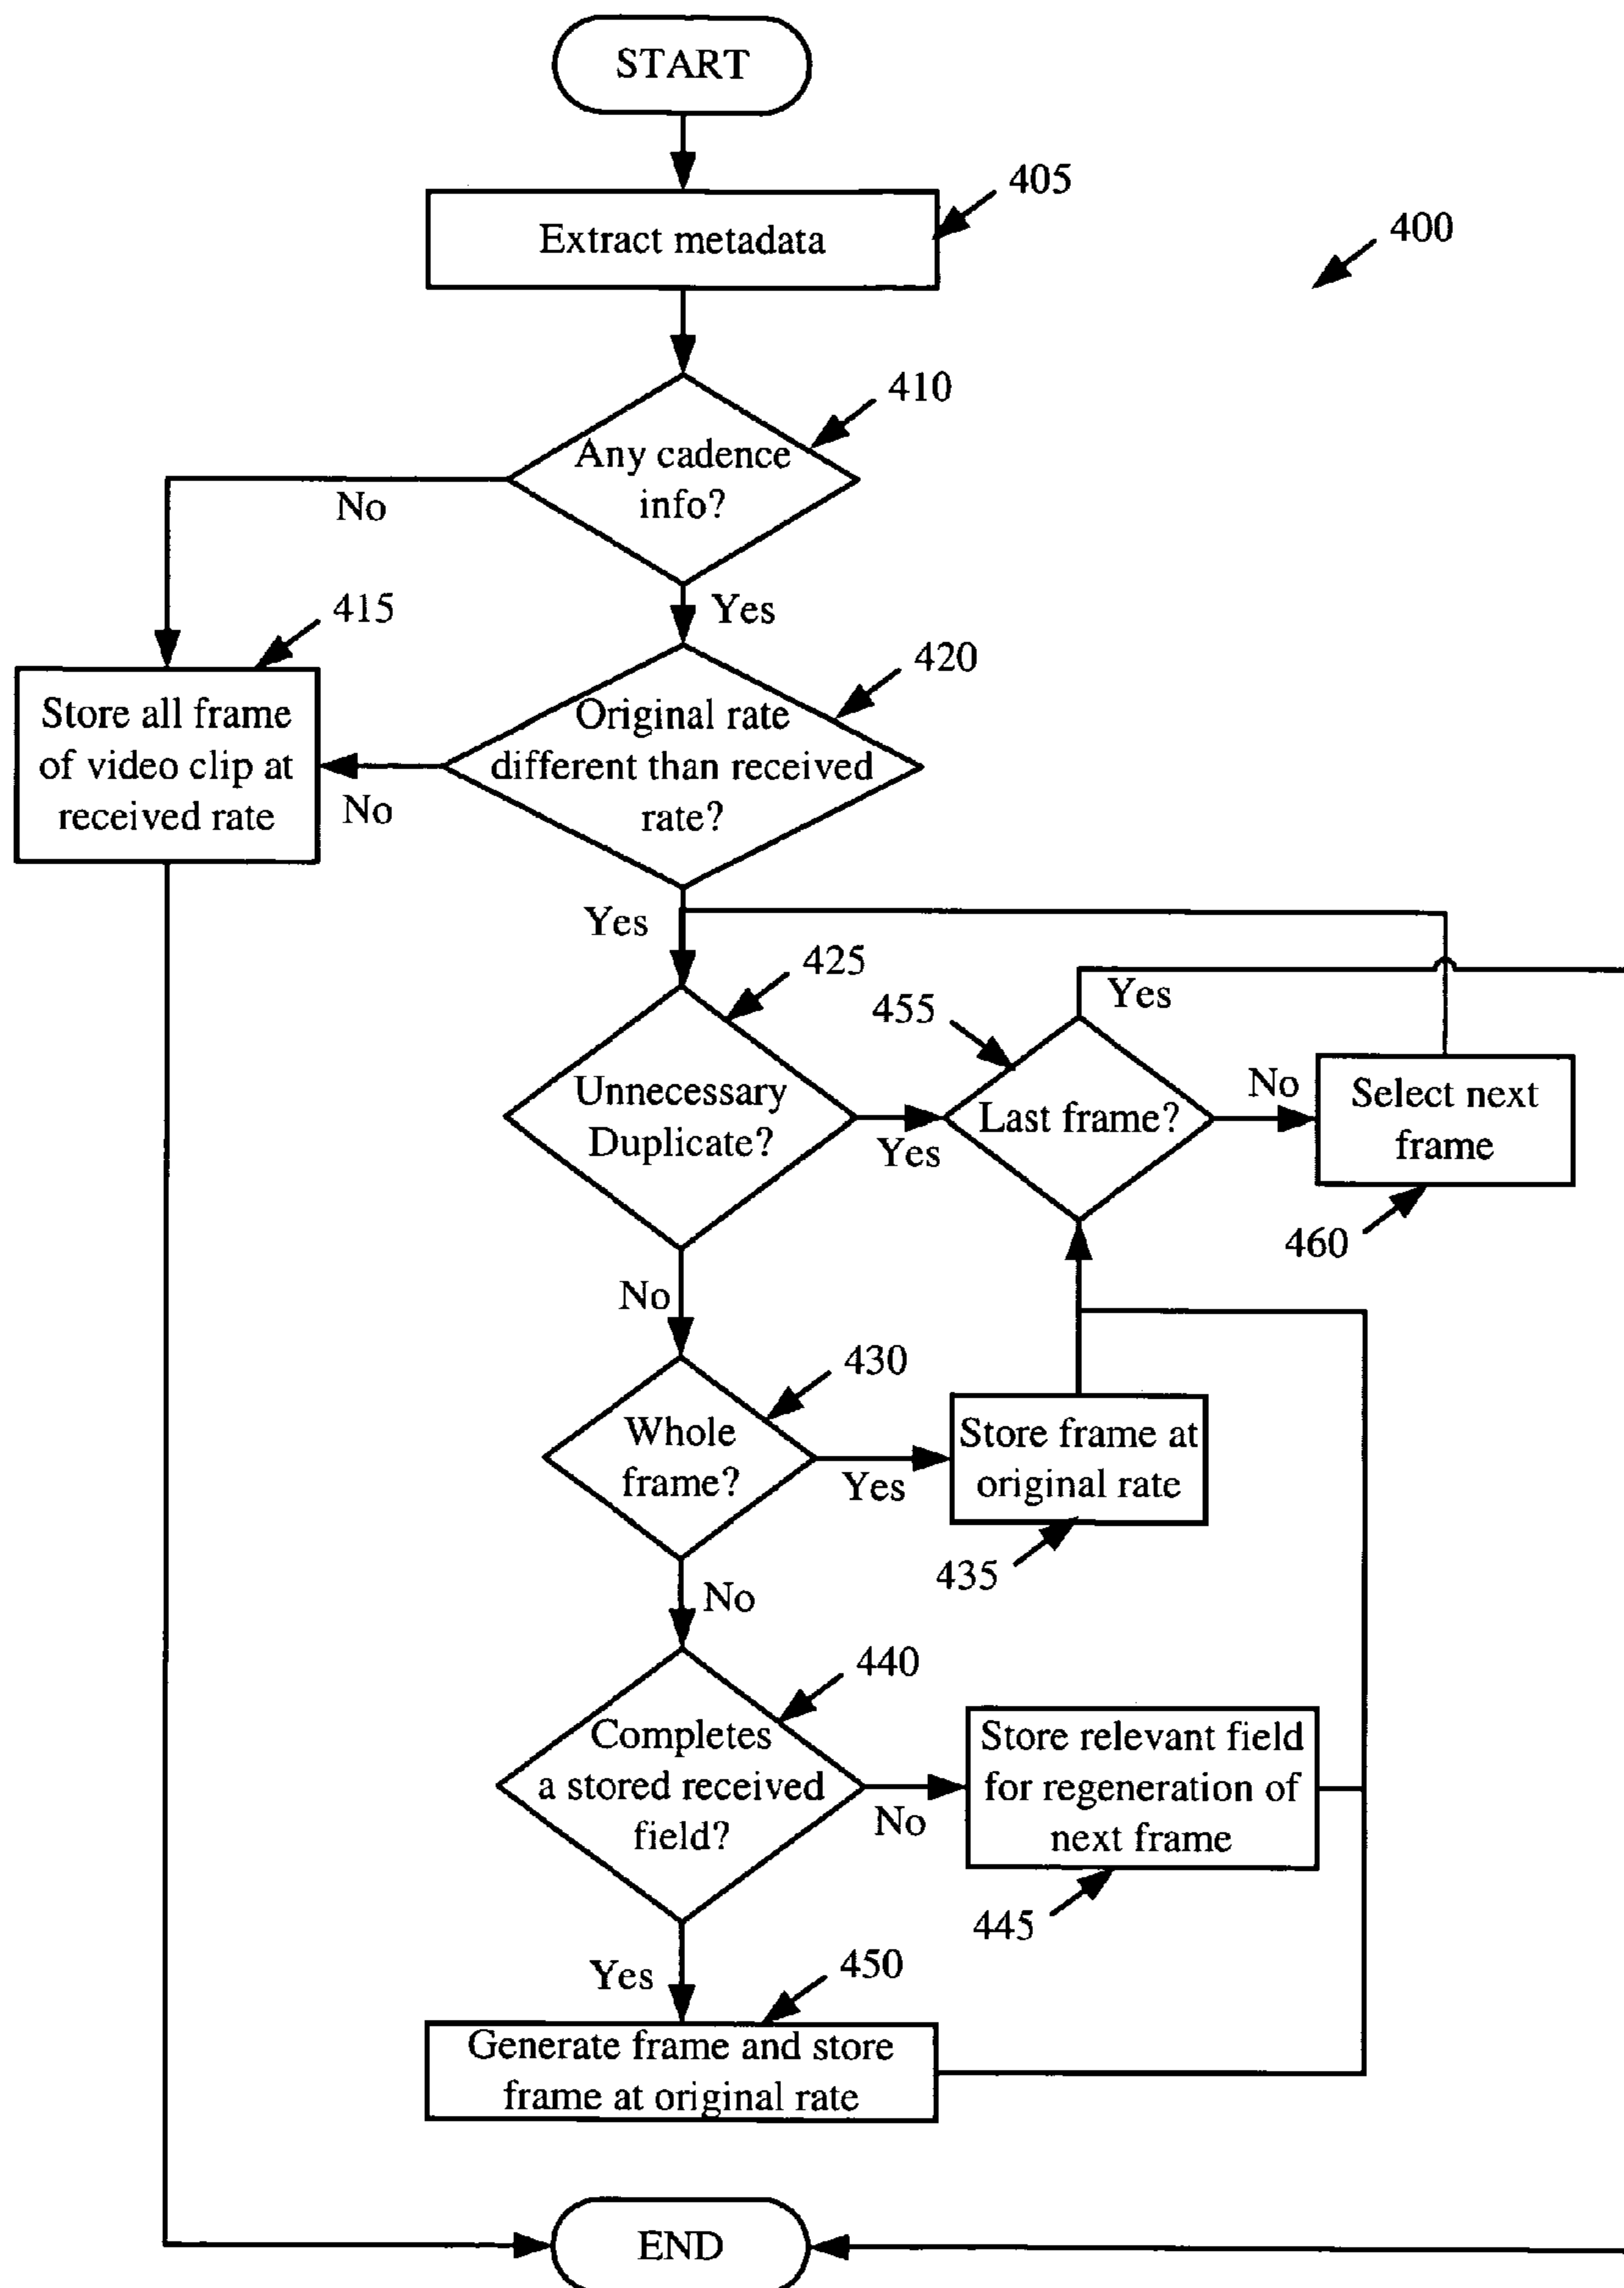 START
405
Extract metadata
400
410
Any cadence
info?
No
Yes
415
420
Store all frame
of video clip at
received rate
Original rate
different than received
rate?
No
Yes
425
455
Yes
Unnecessary
Duplicate?
Yes
Last frame?
No
Select next
frame
460
No
430
Whole
frame?
Yes
Store frame at
original rate
435
No
440
Completes
a stored received
field?
No
Store relevant field
for regeneration of
next frame
445
Yes
450
Generate frame and store
frame at original rate
END